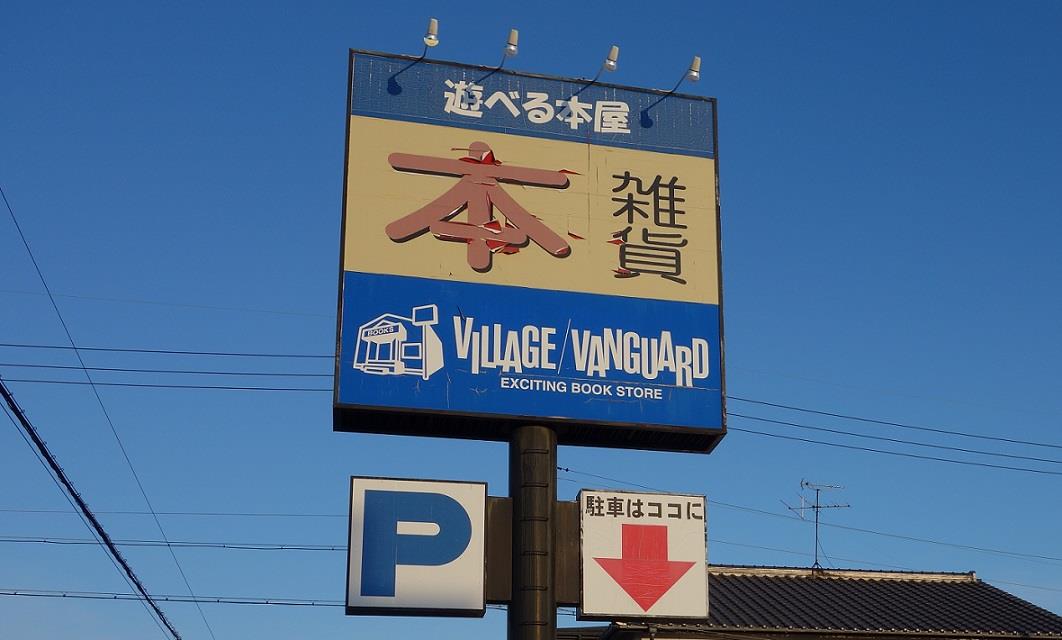 遊べる本屋
本
雑貨
BOOKS
VILLAGE/VANGUARD
EXCITING BOOK STORE
P
駐車はココに